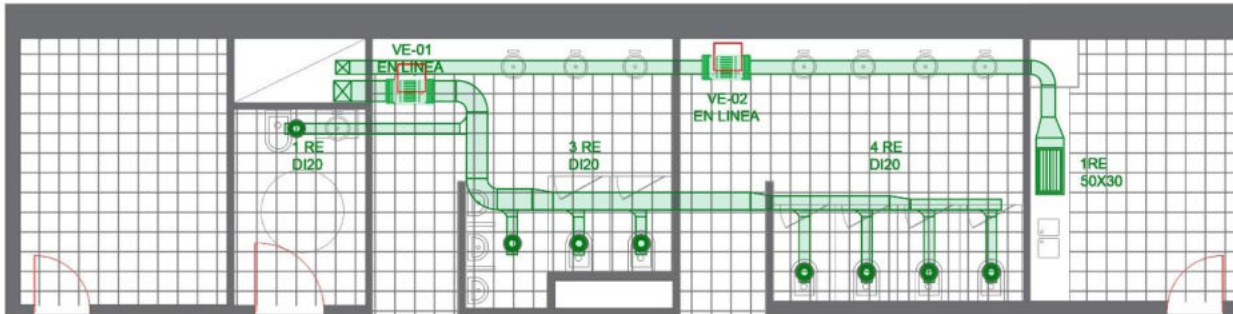 VE-01
EN LINEA
VE-02
EN LINEA
1 RE
DI20
3 RE
DI20
4 RE
DI20
1RE
50X30